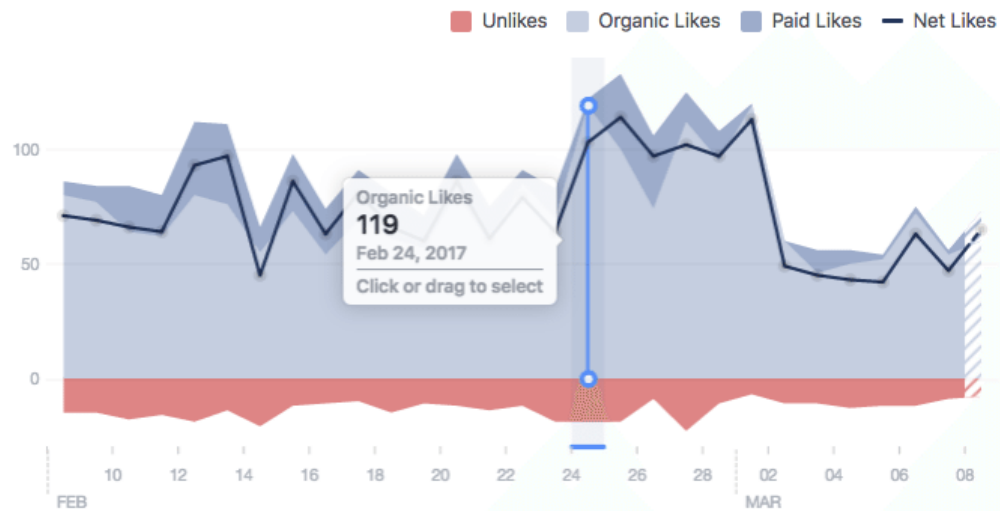 Unlikes Organic Likes Paid Likes Net Likes
100
50
0
Organic Likes
119
Feb 24, 2017
Click or drag to select
10 12 14 16 18 20 22 24 26 28 02 04 06 08
FEB MAR